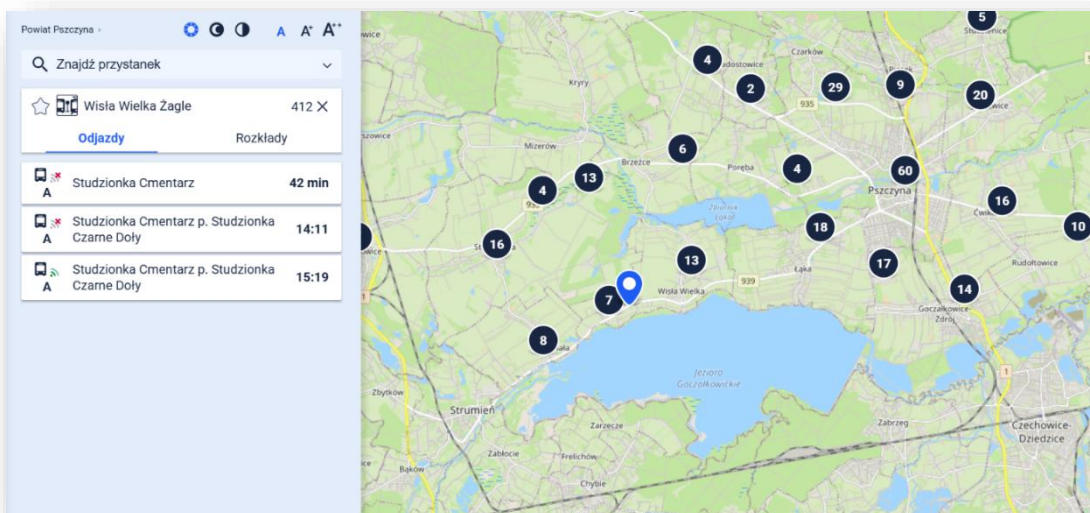 Powiat Pszczyna ›
A A+ A++
Znajdź przystanek
Wisła Wielka Żagle 412 ×
Odjazdy Rozkłady
A Studzionka Cmentarz 42 min
A Studzionka Cmentarz p. Studzionka Czarne Doły 14:11
A Studzionka Cmentarz p. Studzionka Czarne Doły 15:19
5
4
Czarków
Kryry
2
29
9
20
935
Mizerów
6
Brzeźce
Poręba
4
60
13
4
Pszczyna
16
18
10
16
13
17
Rudołtowice
939
Łąka
Wisła Wielka
7
14
Goczałkowice-
Zdrój
1
1
8
Jezioro
Goczałkowickie
Zbytków
Strumień
Zarzecze
Zabrzeg
Czechowice-
Dziedzice
Zabłocie
Frelichów
Bąków
Chybie